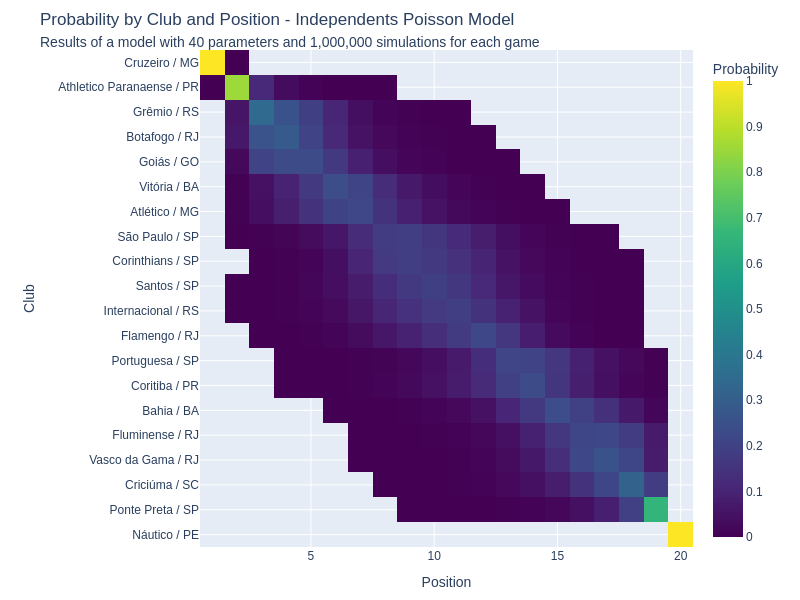 Probability by Club and Position - Independents Poisson Model
Results of a model with 40 parameters and 1,000,000 simulations for each game
Cruzeiro / MG
Athletico Paranaense / PR
Grêmio / RS
Botafogo / RJ
Goiás / GO
Vitória / BA
Atlético / MG
São Paulo / SP
Corinthians / SP
Santos / SP
Internacional / RS
Flamengo / RJ
Portuguesa / SP
Coritiba / PR
Bahia / BA
Fluminense / RJ
Vasco da Gama / RJ
Criciúma / SC
Ponte Preta / SP
Náutico / PE
Club
5 10 15 20
Position
Probability
1
0.9
0.8
0.7
0.6
0.5
0.4
0.3
0.2
0.1
0